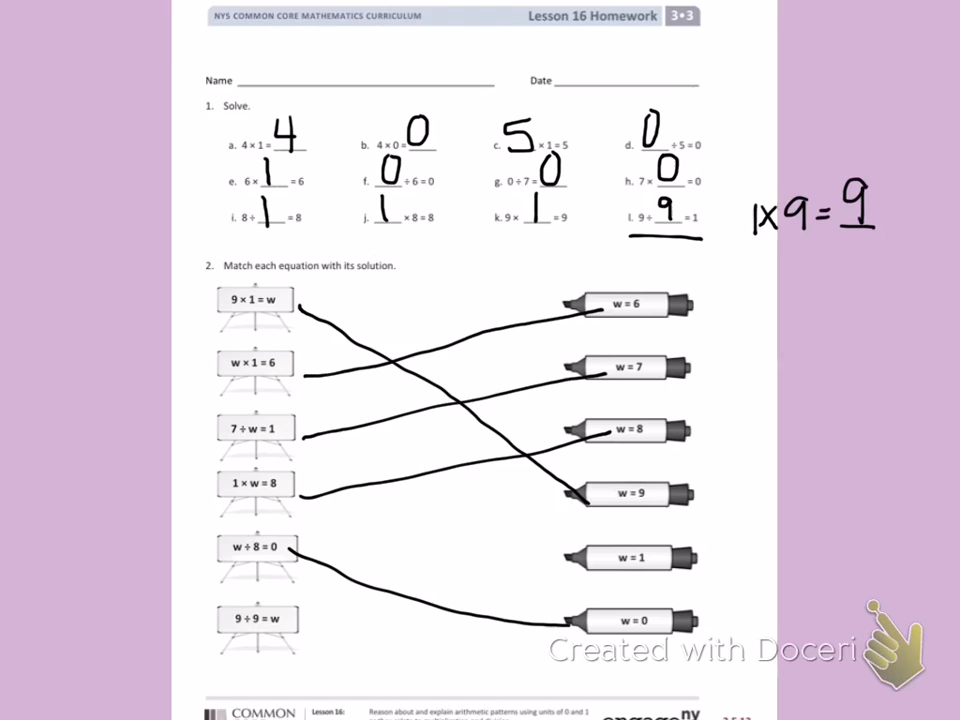 NYS COMMON CORE MATHEMATICS CURRICULUM Lesson 16 Homework 3•3
Name Date
1. Solve.
a. 4 × 1 = 4 b. 4 × 0 = 0 c. 5 × 1 = 5 d. 0 ÷ 5 = 0
e. 6 × 1 = 6 f. 0 ÷ 6 = 0 g. 0 ÷ 7 = 0 h. 7 × 0 = 0
i. 8 ÷ 1 = 8 j. 1 × 8 = 8 k. 9 × 1 = 9 l. 9 ÷ 9 = 1 1 x 9 = 9
2. Match each equation with its solution.
9 × 1 = w w = 6
w × 1 = 6 w = 7
7 ÷ w = 1 w = 8
1 × w = 8 w = 9
w ÷ 8 = 0 w = 1
9 ÷ 9 = w w = 0
Created with Doceri
COMMON Lesson 16: Reason about and explain arithmetic patterns using units of 0 and 1
ny